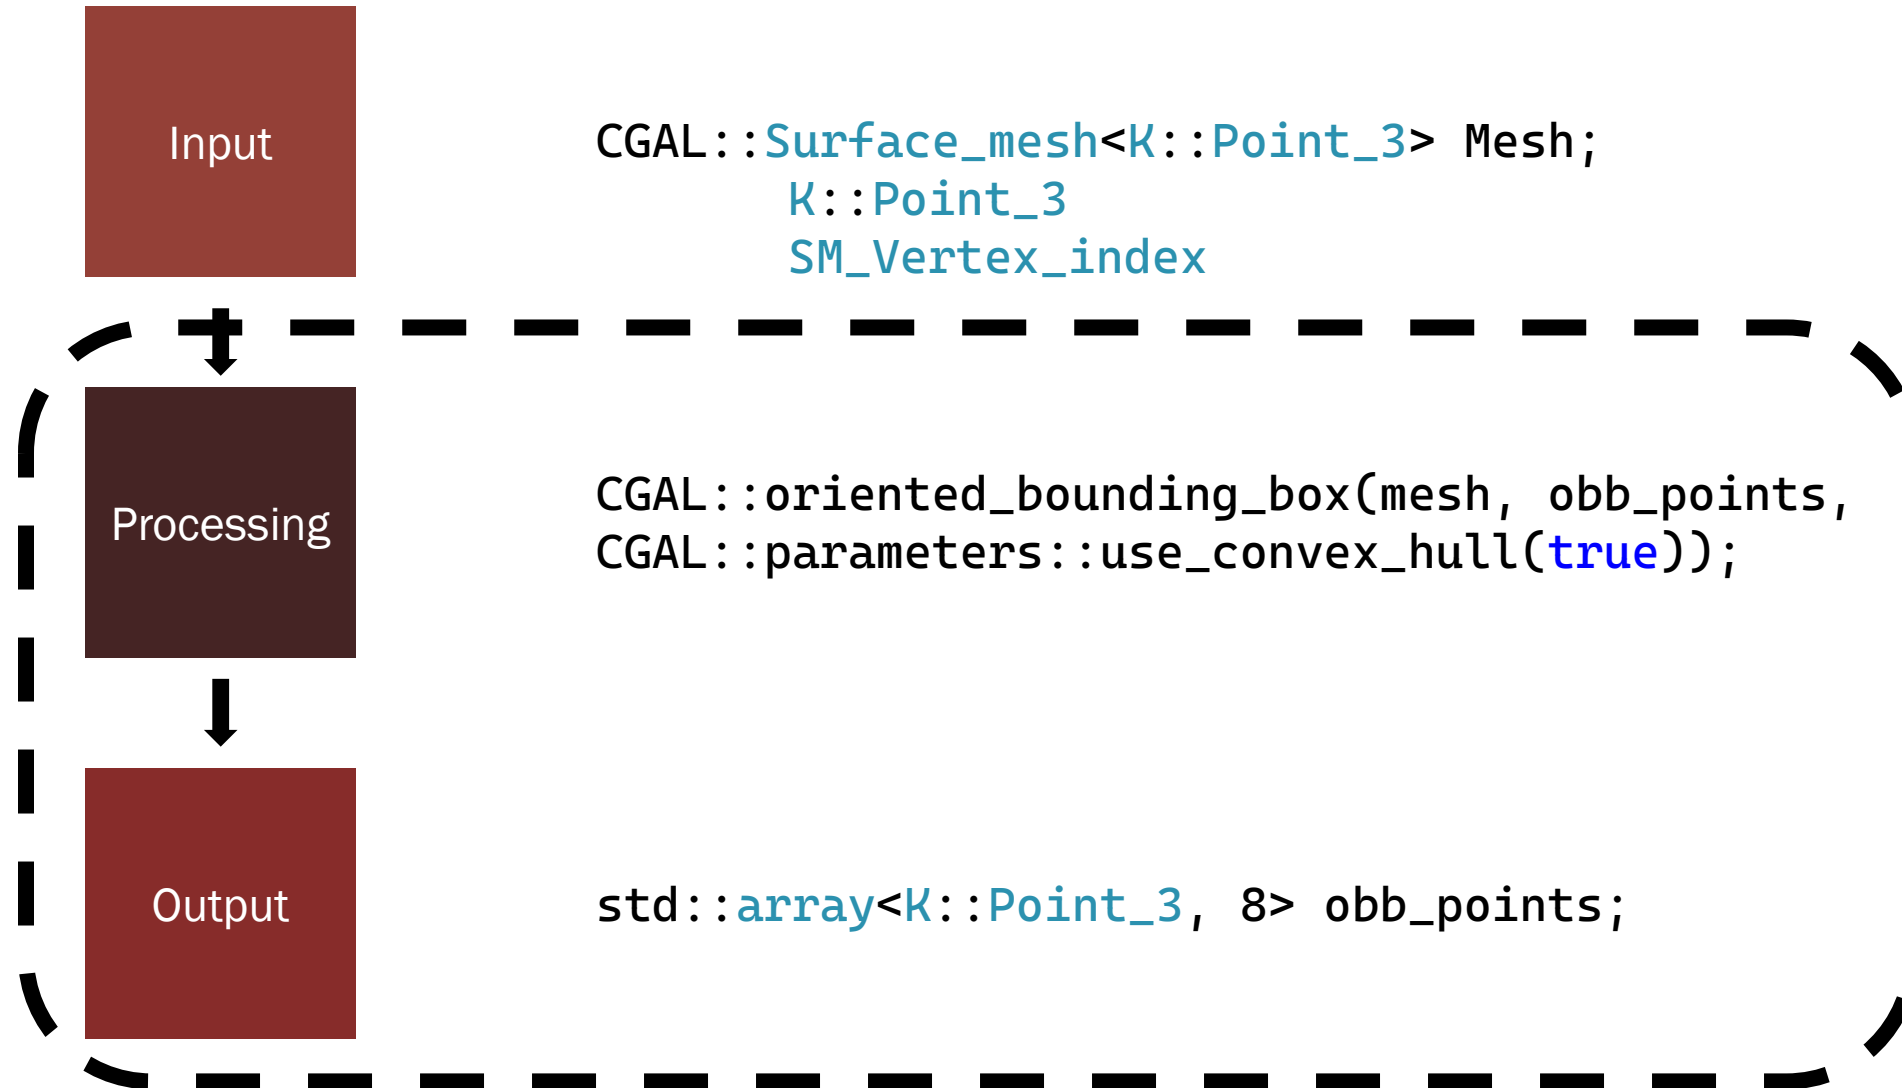 Input
CGAL::Surface_mesh<K::Point_3> Mesh;
K::Point_3
SM_Vertex_index
Processing
CGAL::oriented_bounding_box(mesh, obb_points,
CGAL::parameters::use_convex_hull(true));
Output
std::array<K::Point_3, 8> obb_points;